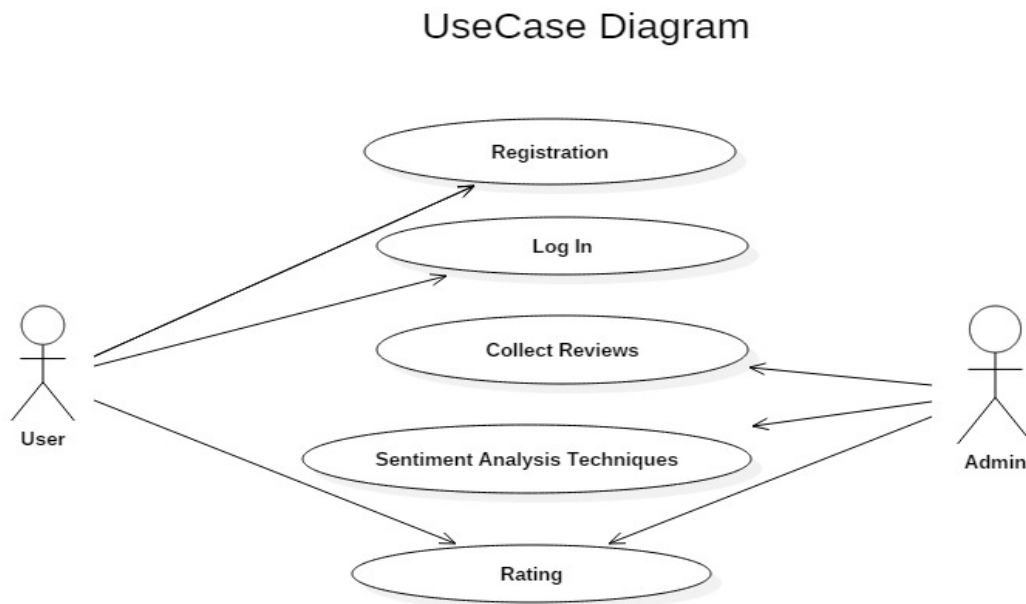 UseCase Diagram
Registration
Log In
Collect Reviews
User
Sentiment Analysis Techniques
Admin
Rating